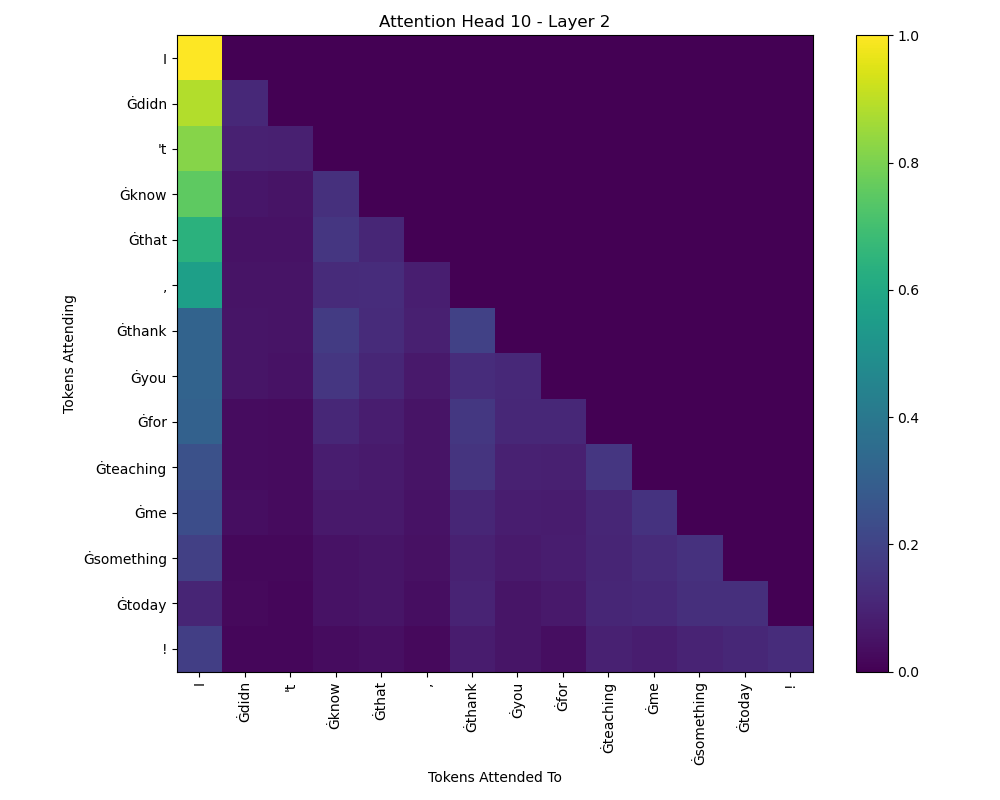 Attention Head 10 - Layer 2
I
Ġdidn
't
Ġknow
Ġthat
,
Ġthank
Ġyou
Ġfor
Ġteaching
Ġme
Ġsomething
Ġtoday
!
Tokens Attending
I
Ġdidn
't
Ġknow
Ġthat
,
Ġthank
Ġyou
Ġfor
Ġteaching
Ġme
Ġsomething
Ġtoday
!
Tokens Attended To
1.0
0.8
0.6
0.4
0.2
0.0